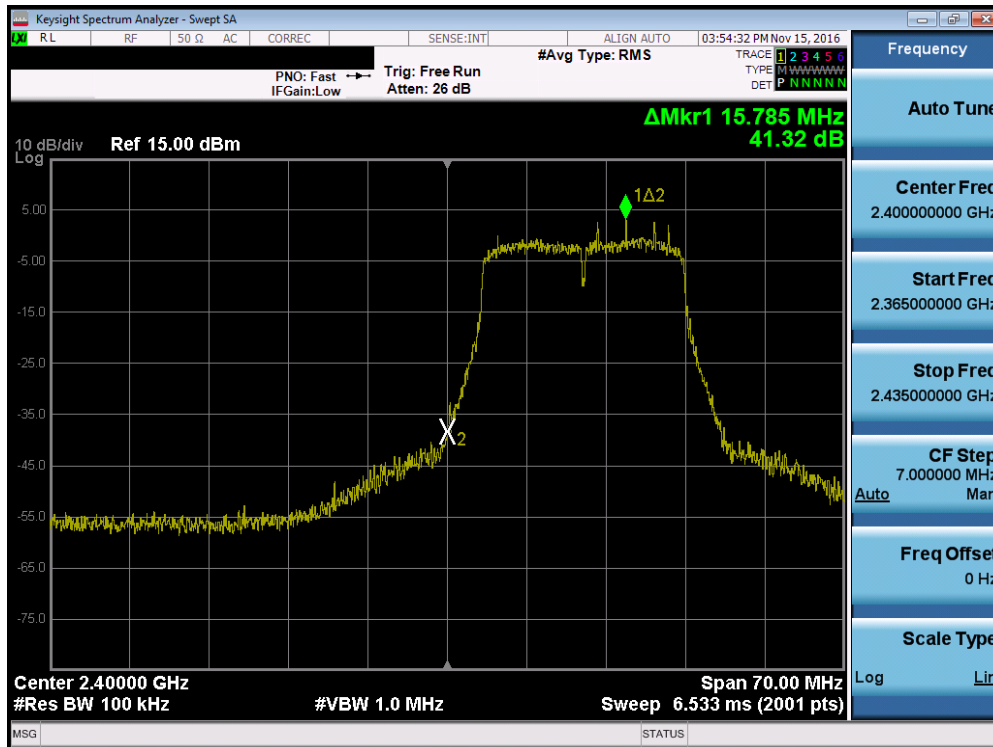 Keysight Spectrum Analyzer - Swept SA
LXI RL RF 50 Ω AC CORREC SENSE:INT ALIGN AUTO 03:54:32 PM Nov 15, 2016
Frequency
PNO: Fast
IFGain:Low
Trig: Free Run
Atten: 26 dB
#Avg Type: RMS
TRACE 1 2 3 4 5 6
TYPE M WWWWW
DET P N N N N N
Auto Tune
ΔMkr1 15.785 MHz
41.32 dB
10 dB/div
Log
Ref 15.00 dBm
5.00
-5.00
-15.0
-25.0
-35.0
-45.0
-55.0
-65.0
-75.0
1Δ2
2
Center Freq
2.400000000 GHz
Start Freq
2.365000000 GHz
Stop Freq
2.435000000 GHz
CF Step
7.000000 MHz
Auto Man
Freq Offset
0 Hz
Scale Type
Log Lin
Center 2.40000 GHz
Span 70.00 MHz
#Res BW 100 kHz
#VBW 1.0 MHz
Sweep 6.533 ms (2001 pts)
MSG
STATUS